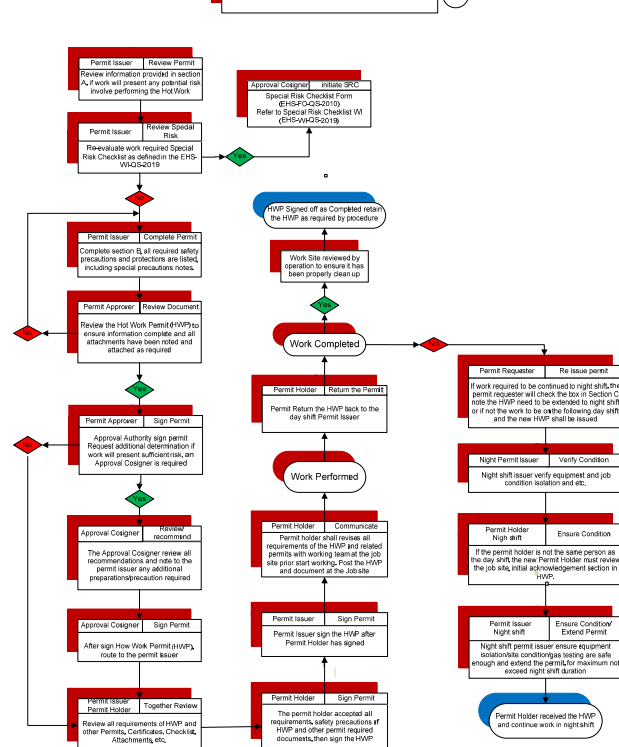 Permit Issuer Review Permit
Review information provided in section
A, if work will present any potential risk
involve performing the Hot Work
Permit Issuer Review Special
Risk
Re-evaluate work required Special
Risk Checklist as defined in the EHS-
WI-QS-2019
Yes
Approval Cosigner initiate SRC
Special Risk Checklist Form
(EHS-FO-QS-2010)
Refer to Special Risk Checklist WI
(EHS-WI-QS-2019)
No
Permit Issuer Complete Permit
Complete section B, all required safety
precautions and protections are listed,
including special precautions notes.
Permit Approver Review Document
Review the Hot Work Permit (HWP) to
ensure information complete and all
attachments have been noted and
attached as required
No
Yes
Permit Approver Sign Permit
Approval Authority sign permit
Request additional determination if
work will present sufficient risk, an
Approval Cosigner is required
No
Yes
Approval Cosigner Review/
recommend
The Approval Cosigner review all
recommendations and note to the
permit issuer any additional
preparations/precaution required
Approval Cosigner Sign Permit
After sign How Work Permit (HWP),
route to the permit issuer
Permit Issuer
Permit Holder Together Review
Review all requirements of HWP and
other Permits, Certificates, Checklist,
Attachments, etc.
HWP Signed off as Completed retain
the HWP as required by procedure
Work Site reviewed by
operation to ensure it has
been properly clean up
Yes
Work Completed
No
Permit Holder Return the Permit
Permit Return the HWP back to the
day shift Permit Issuer
Work Performed
Permit Holder Communicate
Permit holder shall revises all
requirements of the HWP and related
permits with working team at the job
site prior start working. Post the HWP
and document at the Job site
Permit Issuer Sign Permit
Permit Issuer sign the HWP after
Permit Holder has signed
Permit Holder Sign Permit
The permit holder accepted all
requirements, safety precautions of
HWP and other permit required
documents, then sign the HWP
Permit Requester Re issue permit
If work required to be continued to night shift, the
permit requester will check the box in Section C
note the HWP need to be extended to night shift
or if not the work to be on the following day shift
and the new HWP shall be issued
Night Permit Issuer Verify Condition
Night shift issuer verify equipment and job
condition isolation and etc.
Permit Holder
Nigh shift Ensure Condition
If the permit holder is not the same person as
the day shift, the new Permit Holder must review
the job site, initial acknowledgement section in
HWP.
Permit Issuer
Night shift Ensure Condition/
Extend Permit
Night shift permit issuer ensure equipment
isolation/site condition/gas testing are safe
enough and extend the permit, for maximum not
exceed night shift duration
Permit Holder received the HWP
and continue work in night shift